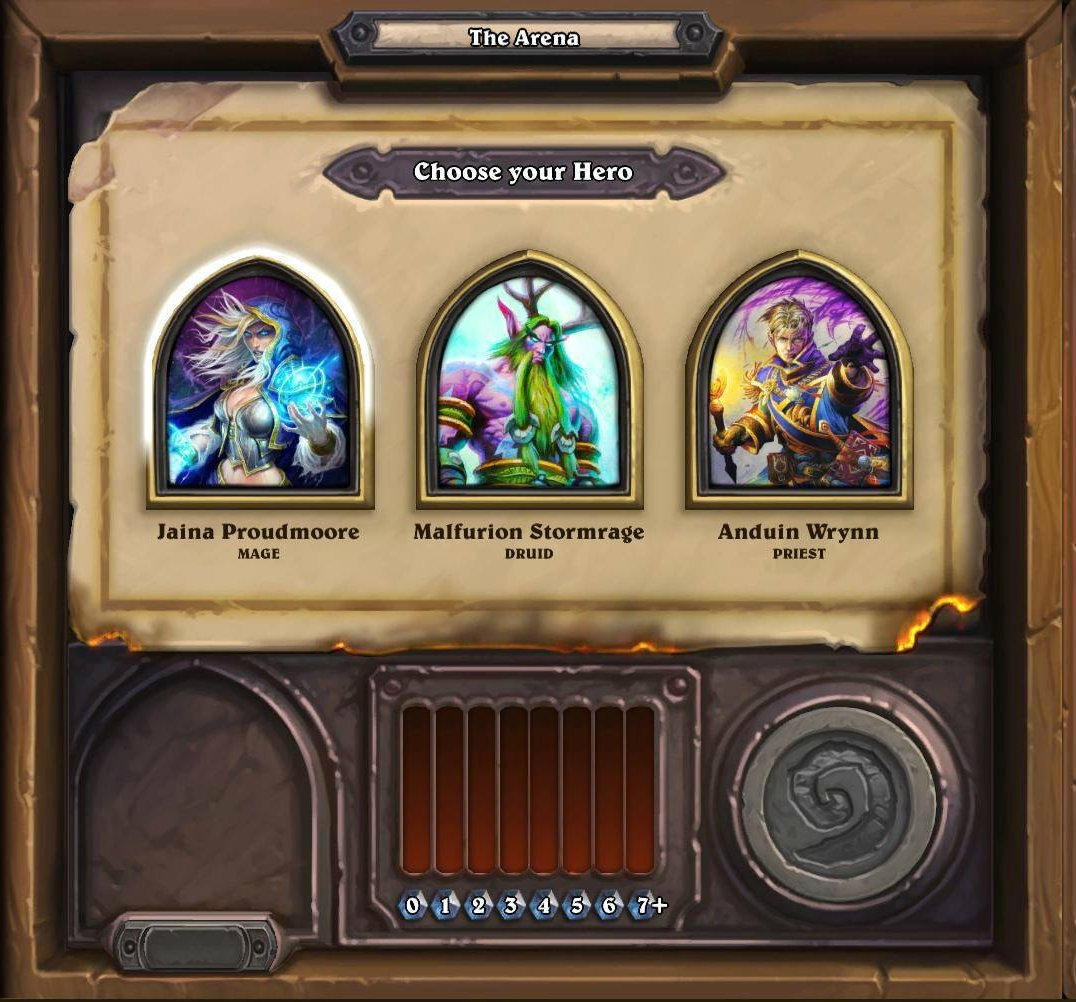 The Arena
Choose your Hero
Jaina Proudmoore
MAGE
Malfurion Stormrage
DRUID
Anduin Wrynn
PRIEST
0 1 2 3 4 5 6 7+